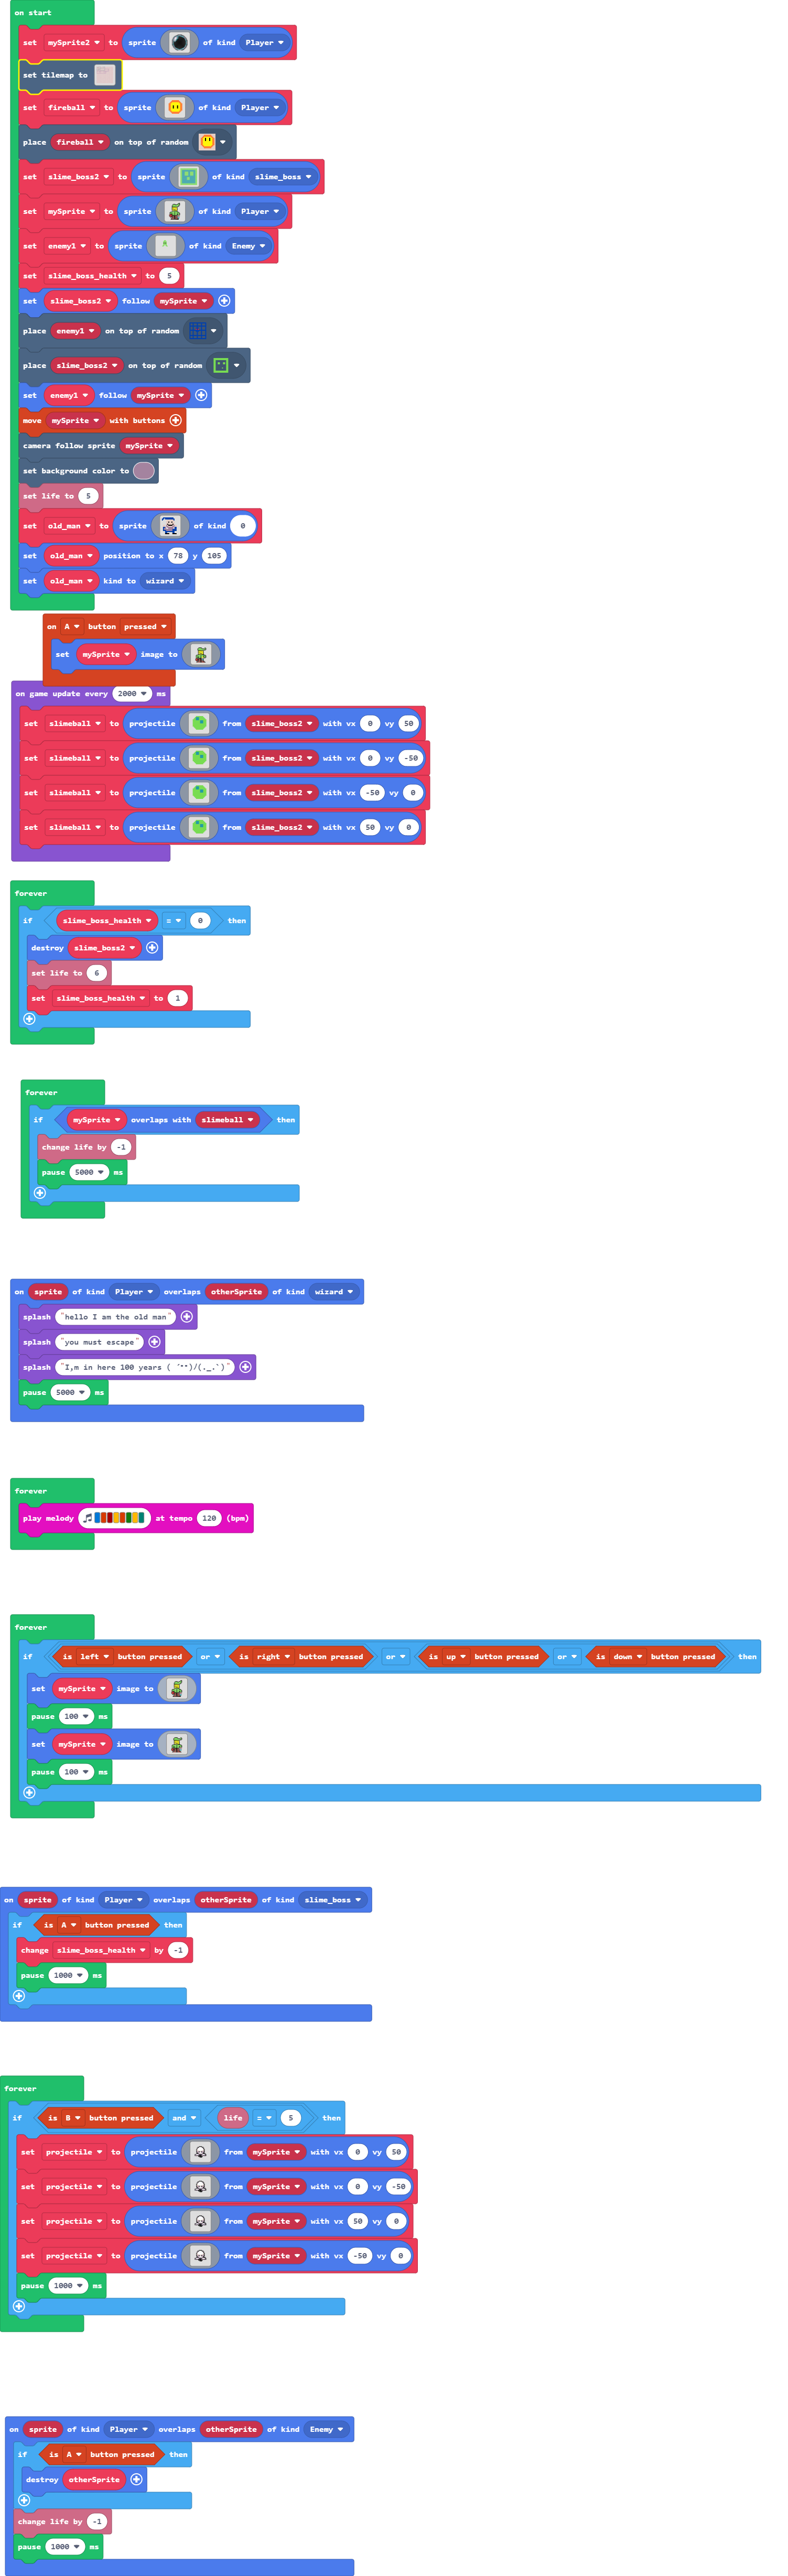 on start
set mySprite2 to sprite of kind Player
set tilemap to
set fireball to sprite of kind Player
place fireball on top of random
set slime_boss2 to sprite of kind slime_boss
set mySprite to sprite of kind Player
set enemy1 to sprite of kind Enemy
set slime_boss_health to 5
set slime_boss2 follow mySprite
place enemy1 on top of random
place slime_boss2 on top of random
set enemy1 follow mySprite
move mySprite with buttons
camera follow sprite mySprite
set background color to
set life to 5
set old_man to sprite of kind 0
set old_man position to x 78 y 105
set old_man kind to wizard
on A button pressed
set mySprite image to
on game update every 2000 ms
set slimeball to projectile from slime_boss2 with vx 0 vy 50
set slimeball to projectile from slime_boss2 with vx 0 vy -50
set slimeball to projectile from slime_boss2 with vx -50 vy 0
set slimeball to projectile from slime_boss2 with vx 50 vy 0
forever
if slime_boss_health = 0 then
destroy slime_boss2
set life to 6
set slime_boss_health to 1
forever
if mySprite overlaps with slimeball then
change life by -1
pause 5000 ms
on sprite of kind Player overlaps otherSprite of kind wizard
splash "hello I am the old man"
splash "you must escape"
splash "I,m in here 100 years ( ˊ••)/(._.ˋ)"
pause 5000 ms
forever
play melody at tempo 120 (bpm)
forever
if is left button pressed or is right button pressed or is up button pressed or is down button pressed then
set mySprite image to
pause 100 ms
set mySprite image to
pause 100 ms
on sprite of kind Player overlaps otherSprite of kind slime_boss
if is A button pressed then
change slime_boss_health by -1
pause 1000 ms
forever
if is B button pressed and life = 5 then
set projectile to projectile from mySprite with vx 0 vy 50
set projectile to projectile from mySprite with vx 0 vy -50
set projectile to projectile from mySprite with vx 50 vy 0
set projectile to projectile from mySprite with vx -50 vy 0
pause 1000 ms
on sprite of kind Player overlaps otherSprite of kind Enemy
if is A button pressed then
destroy otherSprite
change life by -1
pause 1000 ms